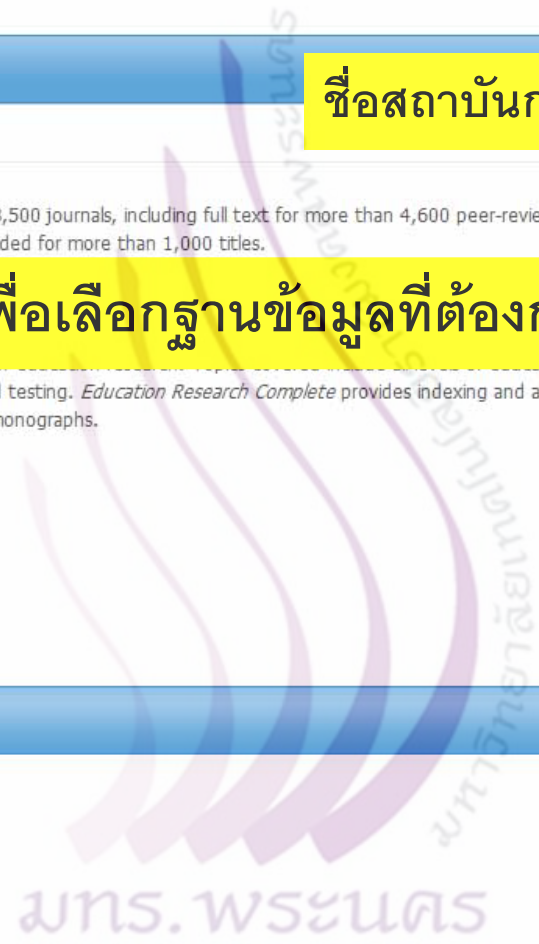 ชื่อสถาบันก
,500 journals, including full text for more than 4,600 peer-revie
ded for more than 1,000 titles.
พื่อเลือกฐานข้อมูลที่ต้องก
testing. Education Research Complete provides indexing and a
monographs.
มทร.พระนคร